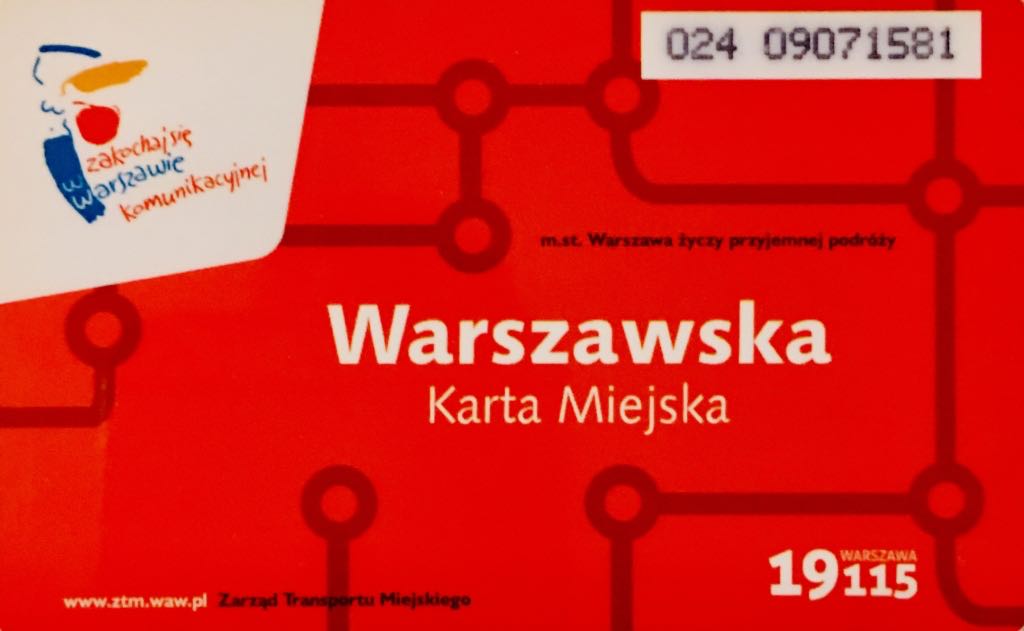 024 09071581
zakochaj się
w Warszawie
komunikacyjnej
m.st. Warszawa życzy przyjemnej podróży
Warszawska
Karta Miejska
WARSZAWA
19115
www.ztm.waw.pl Zarząd Transportu Miejskiego